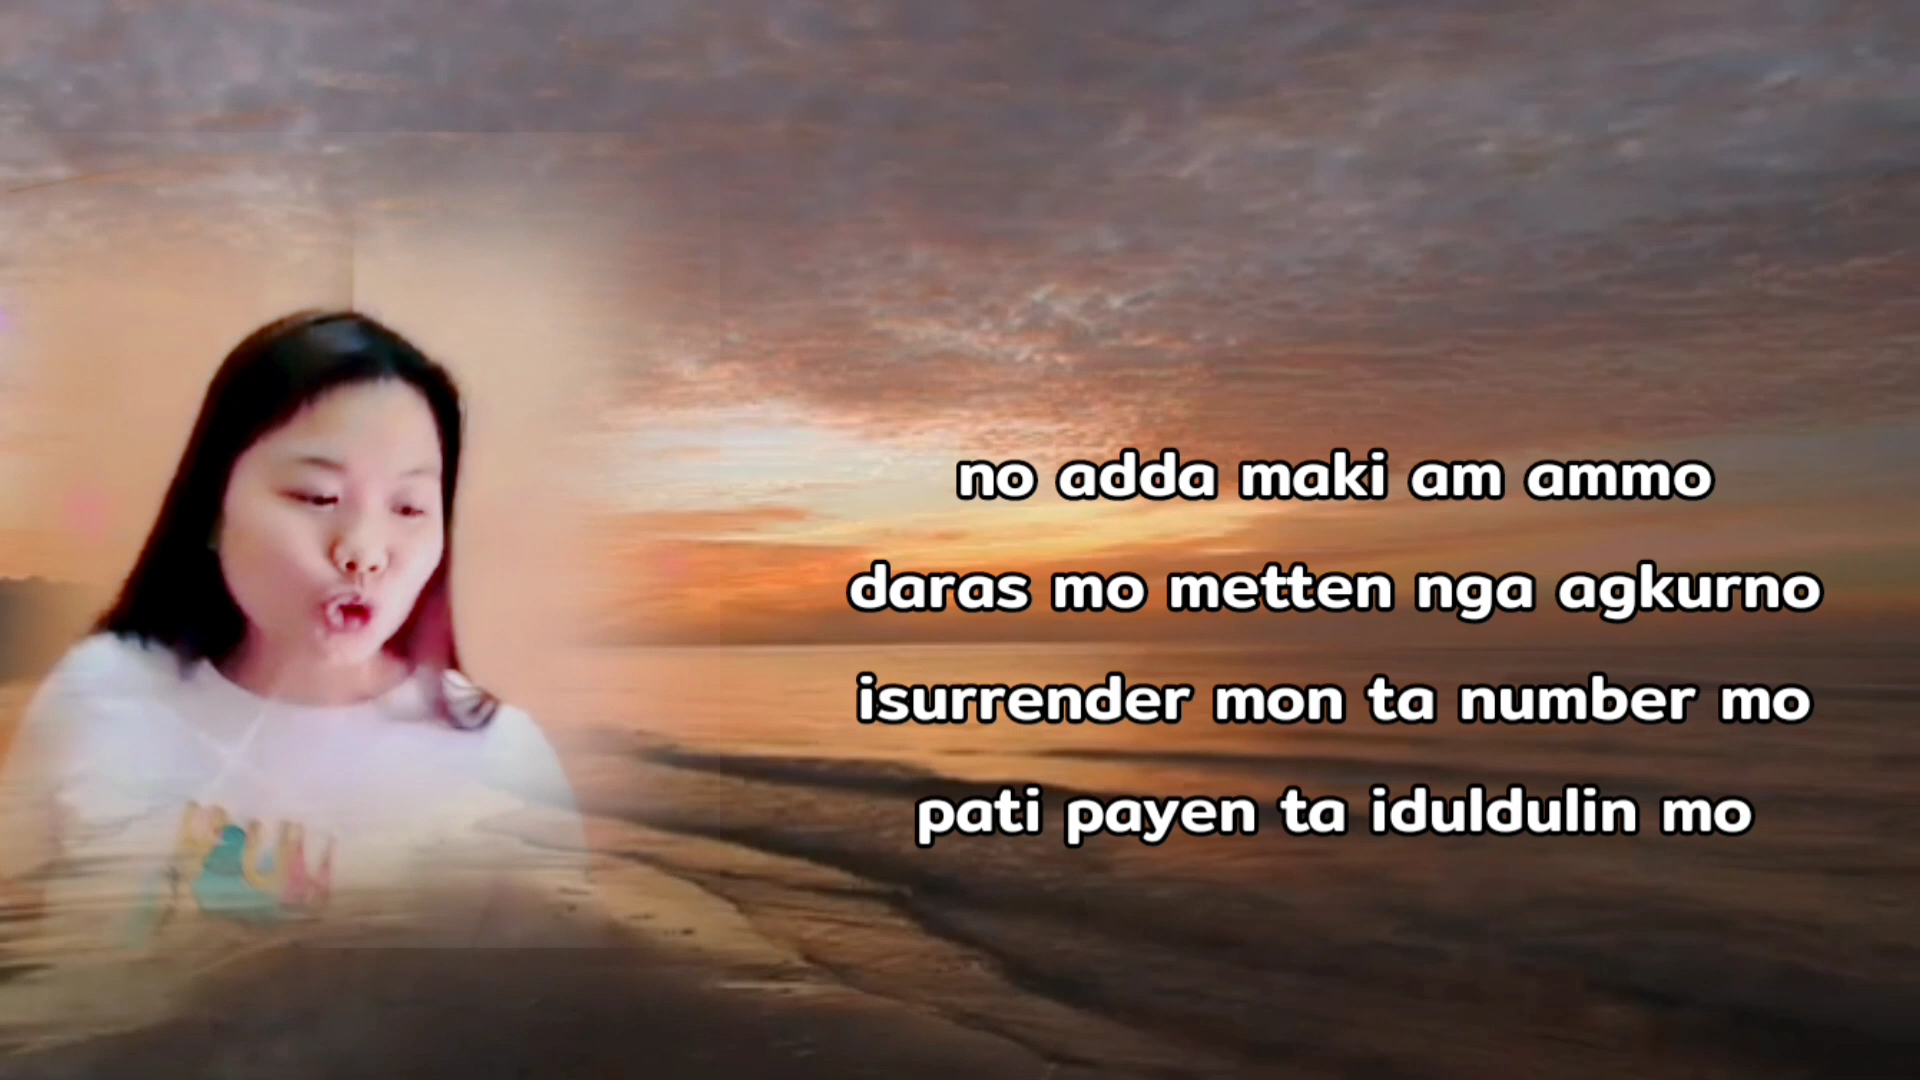 no adda maki am ammo
daras mo metten nga agkurno
isurrender mon ta number mo
pati payen ta iduldulin mo